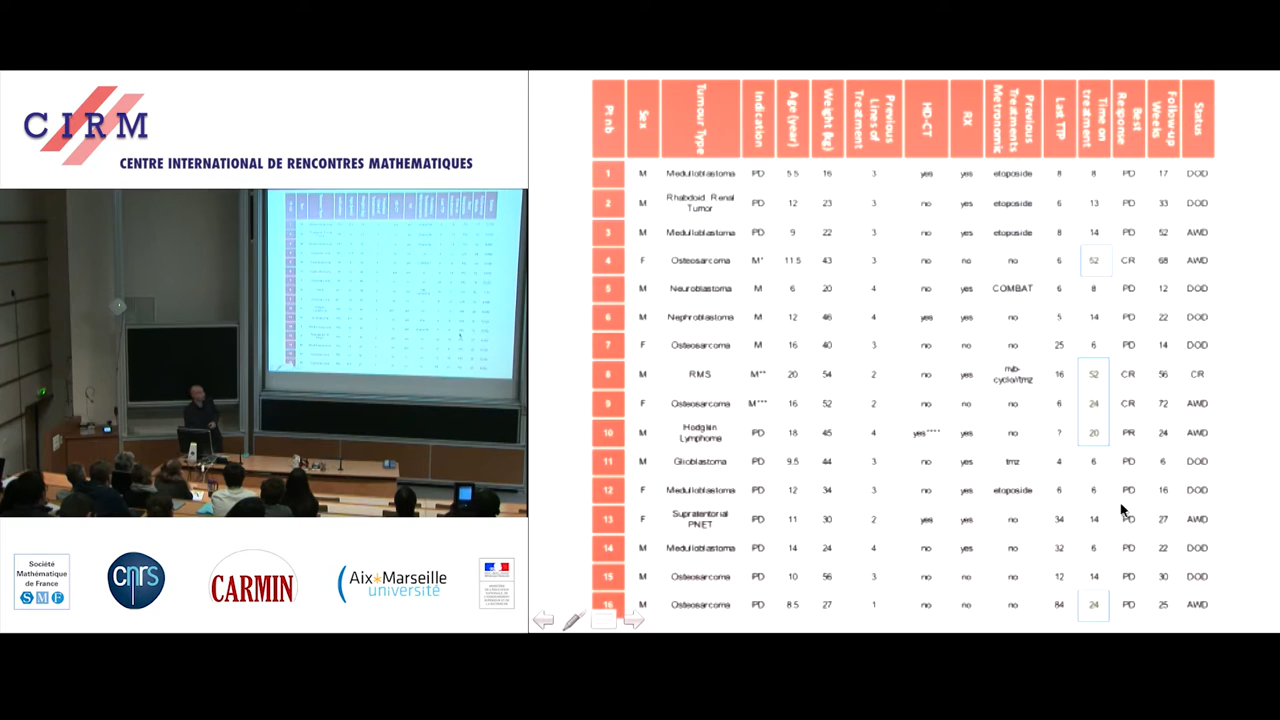 CIRM
CENTRE INTERNATIONAL DE RENCONTRES MATHEMATIQUES
Société
Mathématique
de France
SMF
cnrs
CARMIN
Aix*Marseille
université
Pt nb Sex Tumour Type Indication Age (year) Weight (kg) Previous Lines of Treatment HD-CT RX Previous Treatments Metronomic Last TTP Time on treatment Best Response Follow-up Weeks Status
1 M Medulloblastoma PD 5.5 16 3 yes yes etoposide 8 8 PD 17 DOD
2 M Rhabdoid Renal Tumor PD 12 23 3 no yes etoposide 6 13 PD 33 DOD
3 M Medulloblastoma PD 9 22 3 no yes etoposide 8 14 PD 52 AWD
4 F Osteosarcoma M* 11.5 43 3 no no no 6 52 CR 68 AWD
5 M Neuroblastoma M 6 20 4 no yes COMBAT 6 8 PD 12 DOD
6 M Nephroblastoma M 12 46 4 yes yes no 5 14 PD 22 DOD
7 F Osteosarcoma M 16 40 3 no no no 25 6 PD 14 DOD
8 M RMS M** 20 54 2 no yes 16 52 CR 56 CR
9 F Osteosarcoma M*** 16 52 2 no no no 6 24 CR 72 AWD
10 M Hodgkin Lymphoma PD 18 45 4 yes**** yes no ? 20 PR 24 AWD
11 M Glioblastoma PD 9.5 44 3 no yes tmz 4 6 PD 6 DOD
12 F Medulloblastoma PD 12 34 3 no yes etoposide 6 6 PD 16 DOD
13 F Supratentorial PNET PD 11 30 2 yes yes no 34 14 PD 27 AWD
14 M Medulloblastoma PD 14 24 4 no yes no 32 6 PD 22 DOD
15 M Osteosarcoma PD 10 56 3 no no no 12 14 PD 30 DOD
16 M Osteosarcoma PD 8.5 27 1 no no no 84 24 PD 25 AWD